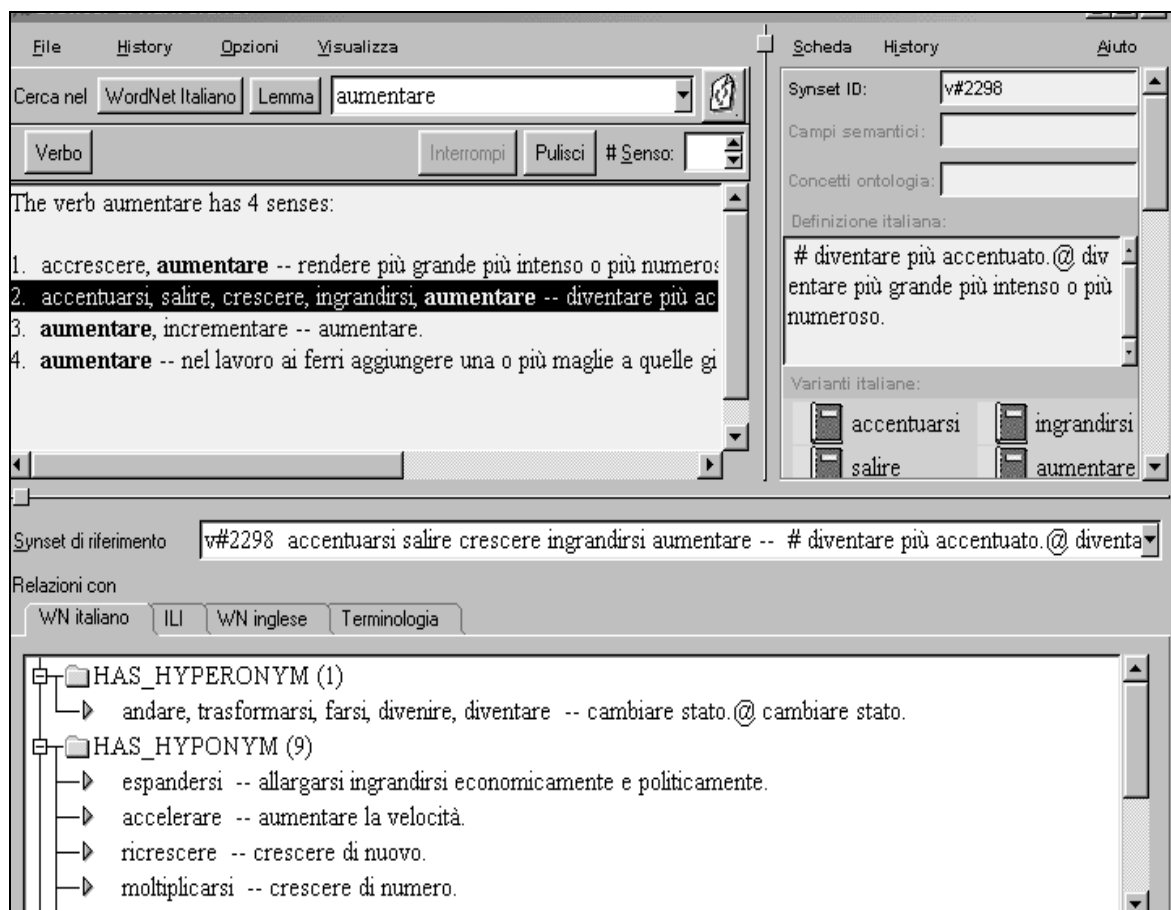 File History Opzioni Visualizza
Cerca nel WordNet Italiano Lemma aumentare
Verbo Interrompi Pulisci # Senso:
The verb aumentare has 4 senses:
1. accrescere, aumentare -- rendere più grande più intenso o più numeros
2. accentuarsi, salire, crescere, ingrandirsi, aumentare -- diventare più ac
3. aumentare, incrementare -- aumentare.
4. aumentare -- nel lavoro ai ferri aggiungere una o più maglie a quelle gi
Scheda History Aiuto
Synset ID: v#2298
Campi semantici:
Concetti ontologia:
Definizione italiana:
# diventare più accentuato.@ div
entare più grande più intenso o più
numeroso.
Varianti italiane:
accentuarsi ingrandirsi
salire aumentare
Synset di riferimento v#2298 accentuarsi salire crescere ingrandirsi aumentare -- # diventare più accentuato.@ diventa
Relazioni con
WN italiano ILI WN inglese Terminologia
HAS_HYPERONYM (1)
andare, trasformarsi, farsi, divenire, diventare -- cambiare stato.@ cambiare stato.
HAS_HYPONYM (9)
espandersi -- allargarsi ingrandirsi economicamente e politicamente.
accelerare -- aumentare la velocità.
ricrescere -- crescere di nuovo.
moltiplicarsi -- crescere di numero.